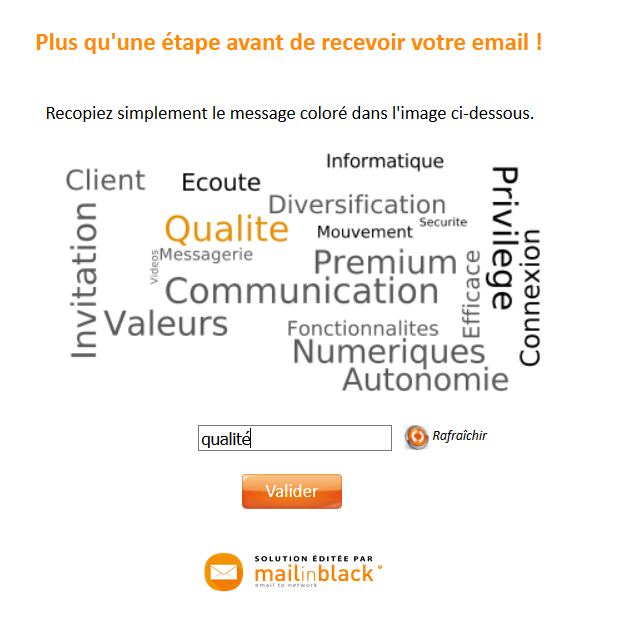 Plus qu'une étape avant de recevoir votre email !
Recopiez simplement le message coloré dans l'image ci-dessous.
Informatique
Client
Ecoute
Privilege
Diversification
Invitation
Qualite
Securite
Mouvement
Connexion
Videos
Messagerie
Premium
Efficace
Communication
Valeurs
Fonctionnalites
Numeriques
Autonomie
qualité
Rafraîchir
Valider
SOLUTION ÉDITÉE PAR
mailinblack
email to network